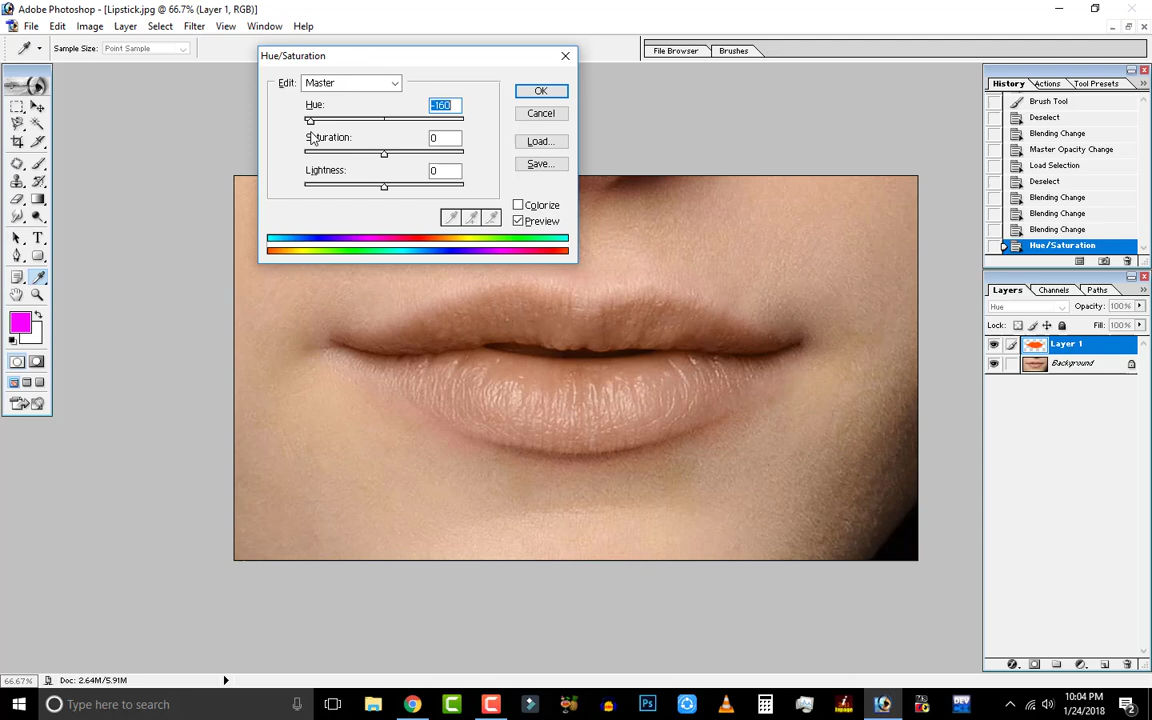 Adobe Photoshop - [Lipstick.jpg @ 66.7% (Layer 1, RGB)]
File Edit Image Layer Select Filter View Window Help
Sample Size: Point Sample
File Browser Brushes
Hue/Saturation
Edit: Master
Hue: -160
Saturation: 0
Lightness: 0
OK
Cancel
Load...
Save...
Colorize
Preview
History Actions Tool Presets
Brush Tool
Deselect
Blending Change
Master Opacity Change
Load Selection
Deselect
Blending Change
Blending Change
Blending Change
Hue/Saturation
Layers Channels Paths
Hue Opacity: 100%
Lock: Fill: 100%
Layer 1
Background
66.67% Doc: 2.64M/5.91M
Type here to search
10:04 PM
1/24/2018